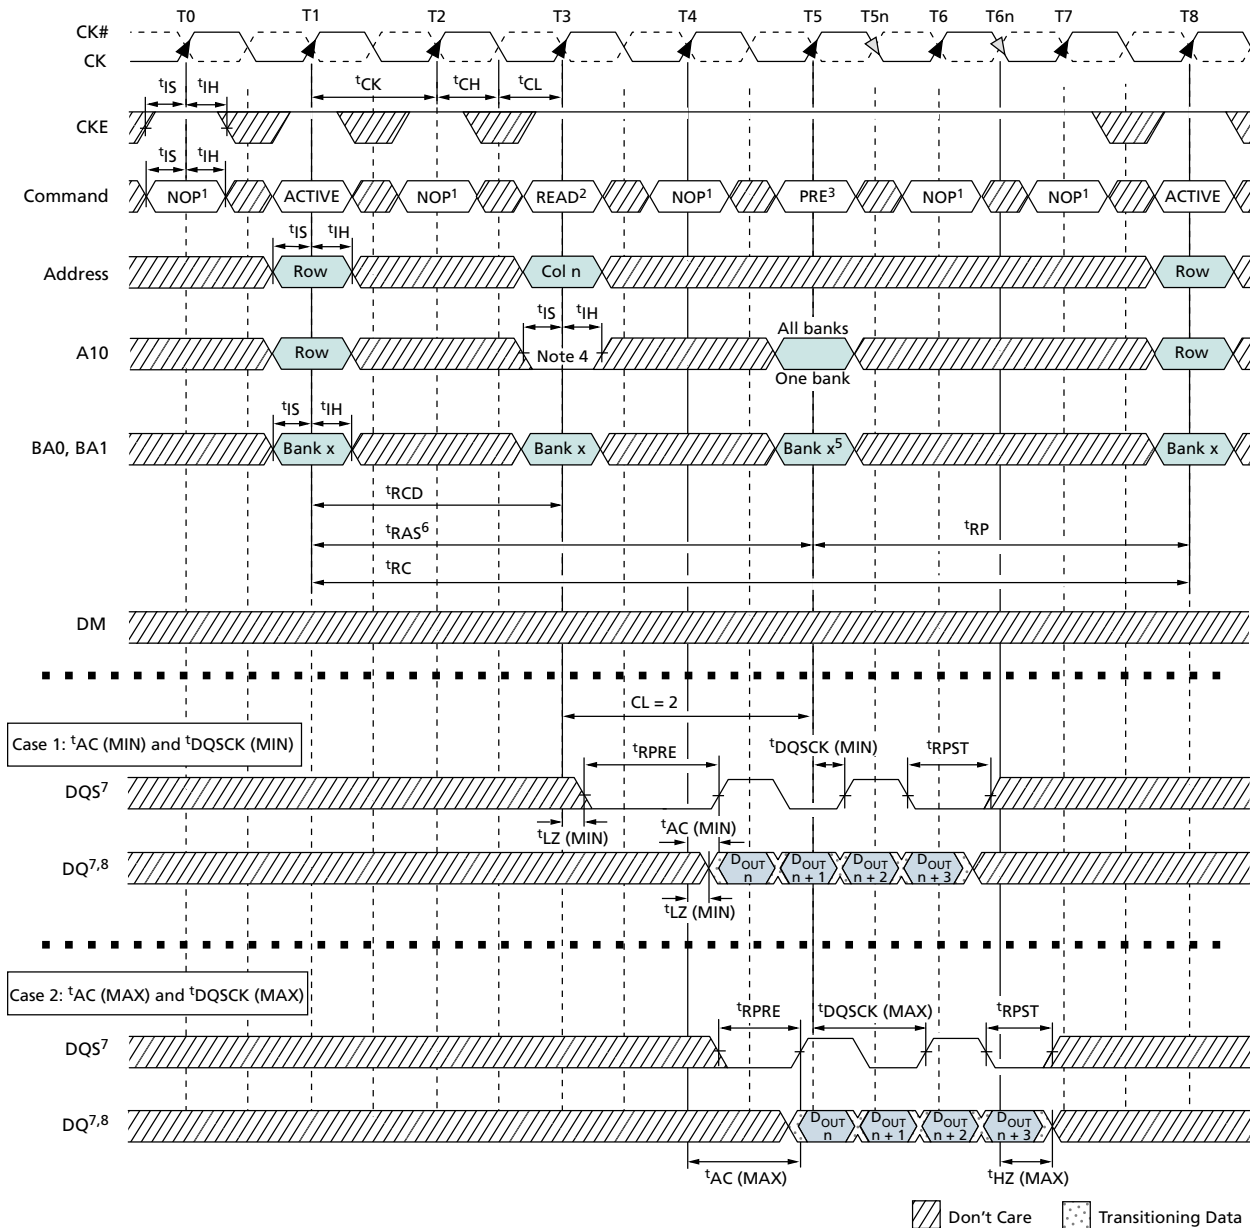 T0 T1 T2 T3 T4 T5 T5n T6 T6n T7 T8
CK#
CK
tIS tIH tCK tCH tCL
CKE
tIS tIH
Command NOP1 ACTIVE NOP1 READ2 NOP1 PRE3 NOP1 NOP1 ACTIVE
tIS tIH
Address Row Col n Row
tIS tIH All banks
A10 Row Note 4 Row
One bank
tIS tIH
BA0, BA1 Bank x Bank x Bank x5 Bank x
tRCD
tRAS6 tRP
tRC
DM
CL = 2
Case 1: tAC (MIN) and tDQSCK (MIN)
tRPRE tDQSCK (MIN) tRPST
DQS7
tLZ (MIN) tAC (MIN)
DQ7,8 DOUT n DOUT n + 1 DOUT n + 2 DOUT n + 3
tLZ (MIN)
Case 2: tAC (MAX) and tDQSCK (MAX)
tRPRE tDQSCK (MAX) tRPST
DQS7
DQ7,8 DOUT n DOUT n + 1 DOUT n + 2 DOUT n + 3
tAC (MAX) tHZ (MAX)
Don't Care Transitioning Data